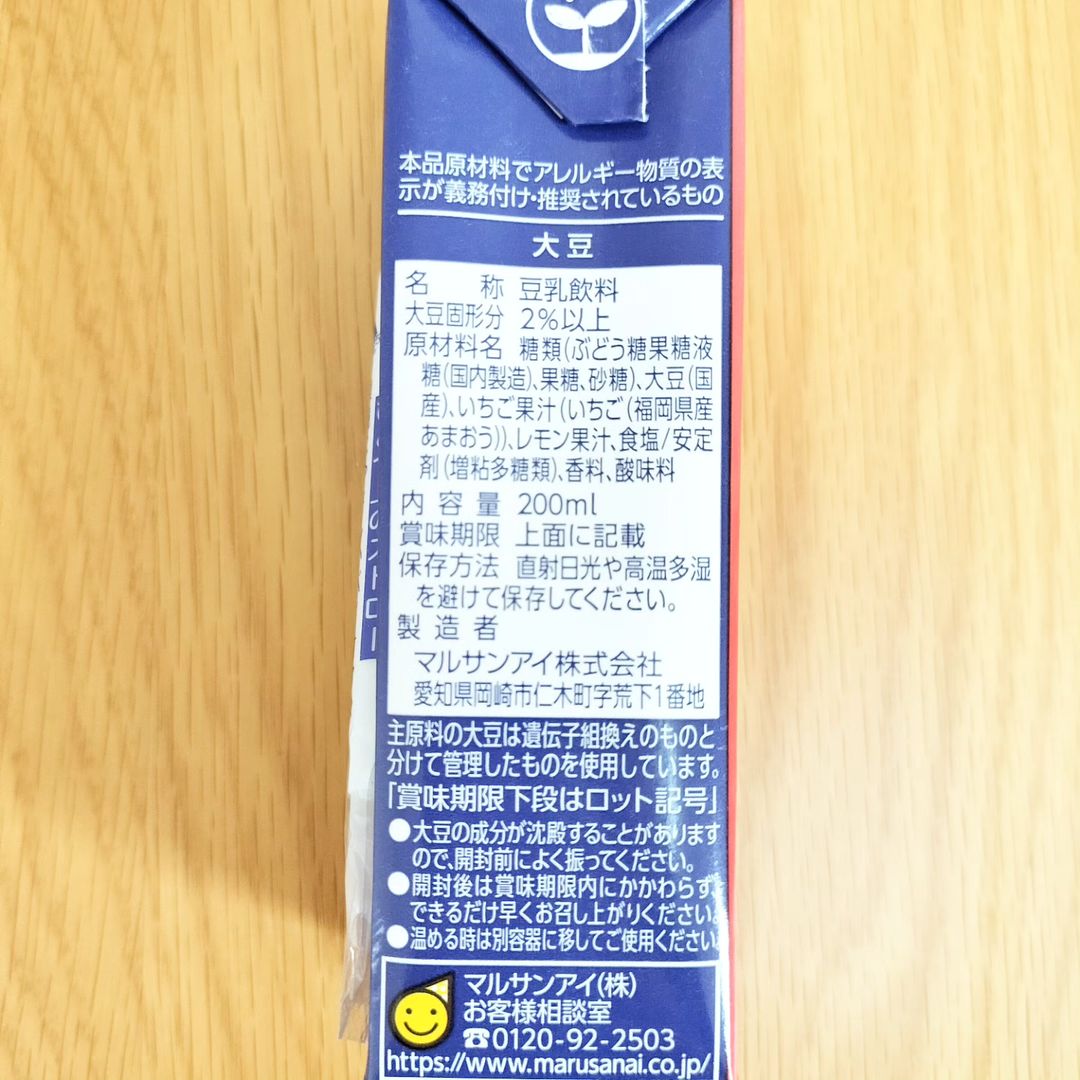 本品原材料でアレルギー物質の表
示が義務付け・推奨されているもの
大豆
名 称 豆乳飲料
大豆固形分 2%以上
原材料名 糖類(ぶどう糖果糖液
糖(国内製造)、果糖、砂糖)、大豆(国
産)、いちご果汁(いちご(福岡県産
あまおう))、レモン果汁、食塩/安定
剤(増粘多糖類)、香料、酸味料
内容量 200ml
賞味期限 上面に記載
保存方法 直射日光や高温多湿
を避けて保存してください。
製造者
マルサンアイ株式会社
愛知県岡崎市仁木町字荒下1番地
主原料の大豆は遺伝子組換えのものと
分けて管理したものを使用しています。
「賞味期限下段はロット記号」
●大豆の成分が沈殿することがあります
ので、開封前によく振ってください。
●開封後は賞味期限内にかかわらず、
できるだけ早くお召し上がりください。
●温める時は別容器に移してご使用ください。
マルサンアイ(株)
お客様相談室
☎0120-92-2503
https://www.marusanai.co.jp/